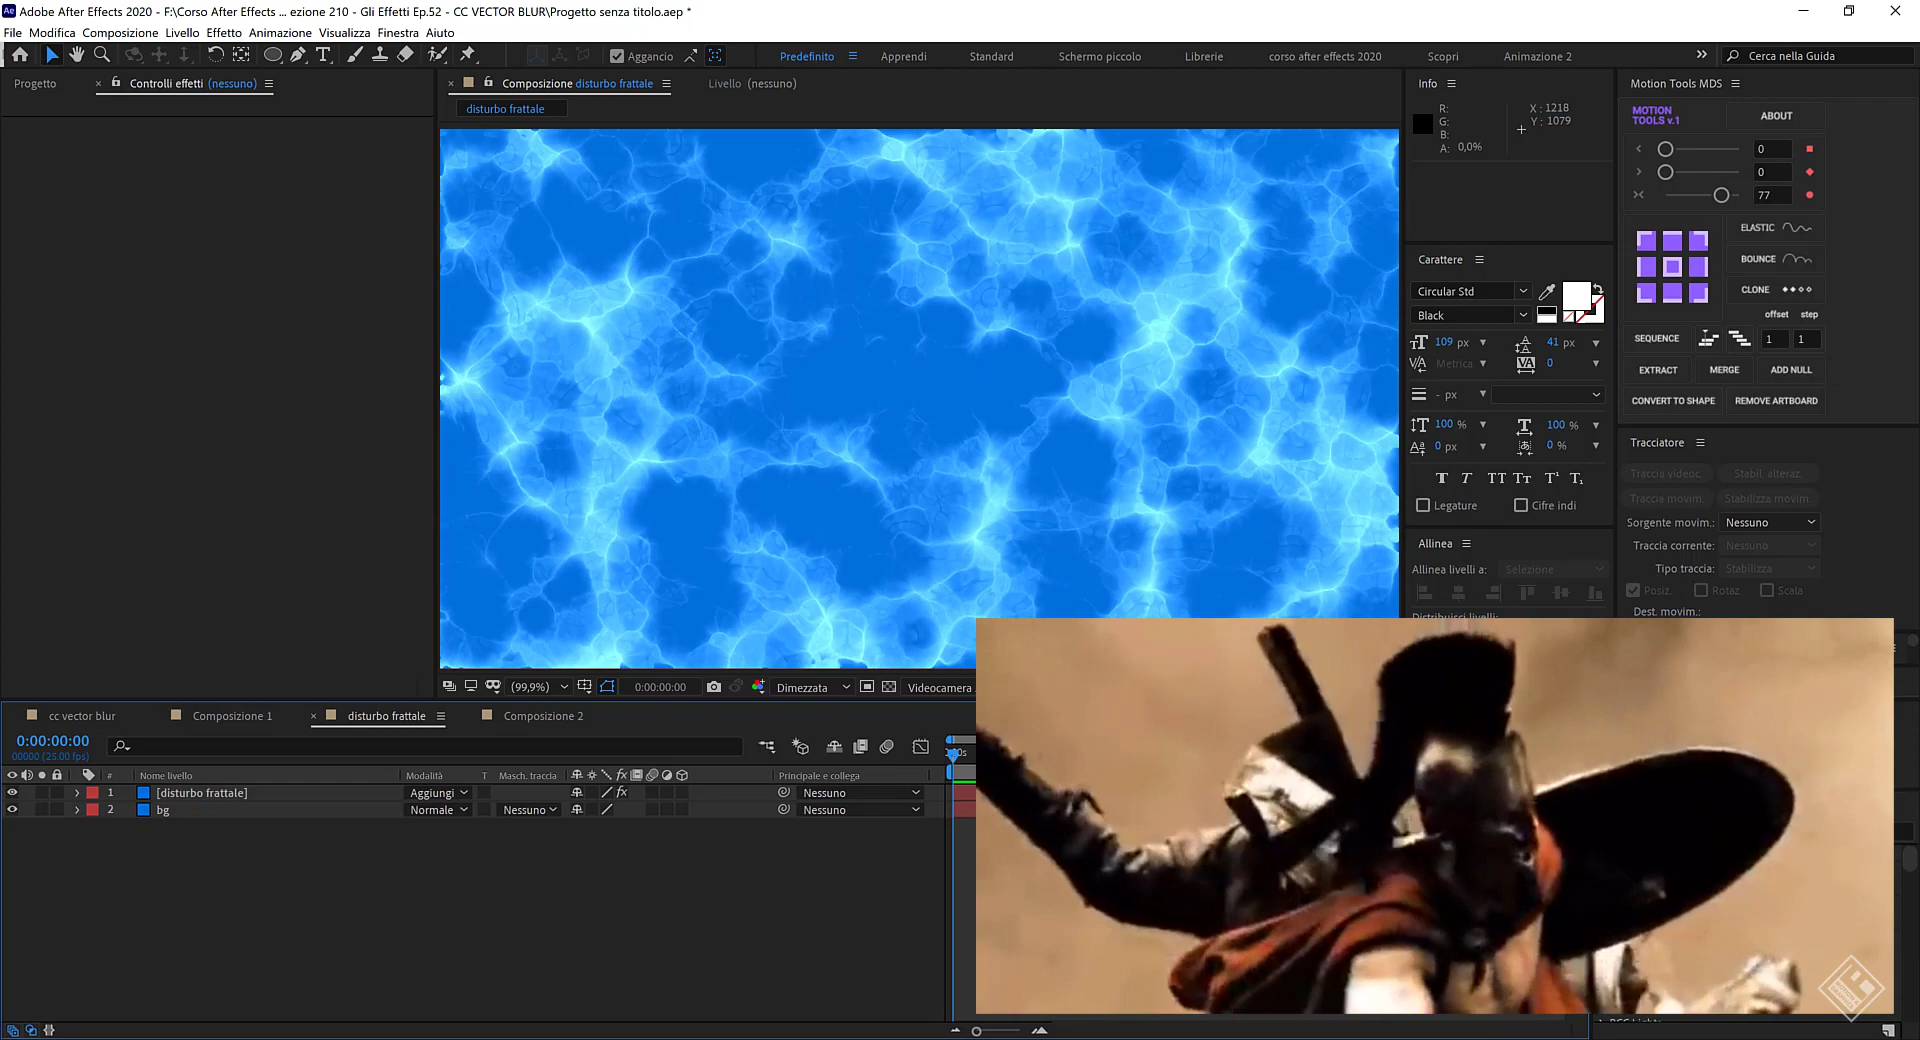 Ae Adobe After Effects 2020 - F:\Corso After Effects ... ezione 210 - Gli Effetti Ep.52 - CC VECTOR BLUR\Progetto senza titolo.aep *
File Modifica Composizione Livello Effetto Animazione Visualizza Finestra Aiuto
Aggancio Predefinito Apprendi Standard Schermo piccolo Librerie corso after effects 2020 Scopri Animazione 2 Cerca nella Guida
Progetto
Controlli effetti (nessuno)
Composizione disturbo frattale
Livello (nessuno)
disturbo frattale
Info
R:
G:
B:
A: 0,0%
X : 1218
Y : 1079
Motion Tools MDS
MOTION
TOOLS v.1
ABOUT
0
0
77
ELASTIC
BOUNCE
CLONE
offset step
SEQUENCE 1 1
EXTRACT MERGE ADD NULL
CONVERT TO SHAPE REMOVE ARTBOARD
Carattere
Circular Std
Black
109 px 41 px
Metrica 0
- px
100 % 100 %
0 px 0 %
Legature Cifre indi
Allinea
Allinea livelli a: Selezione
Distribuisci livelli:
Tracciatore
Traccia videoc. Stabil. alteraz.
Traccia movim. Stabilizza movim.
Sorgente movim.: Nessuno
Traccia corrente: Nessuno
Tipo traccia: Stabilizza
Posiz. Rotaz. Scala
Dest. movim.:
(99,9%) 0:00:00:00 Dimezzata Videocamera
cc vector blur Composizione 1 disturbo frattale Composizione 2
0:00:00:00
00000 (25.00 fps)
# Nome livello Modalità T Masch. traccia Principale e collega
1 [disturbo frattale] Aggiungi Nessuno
2 bg Normale Nessuno Nessuno